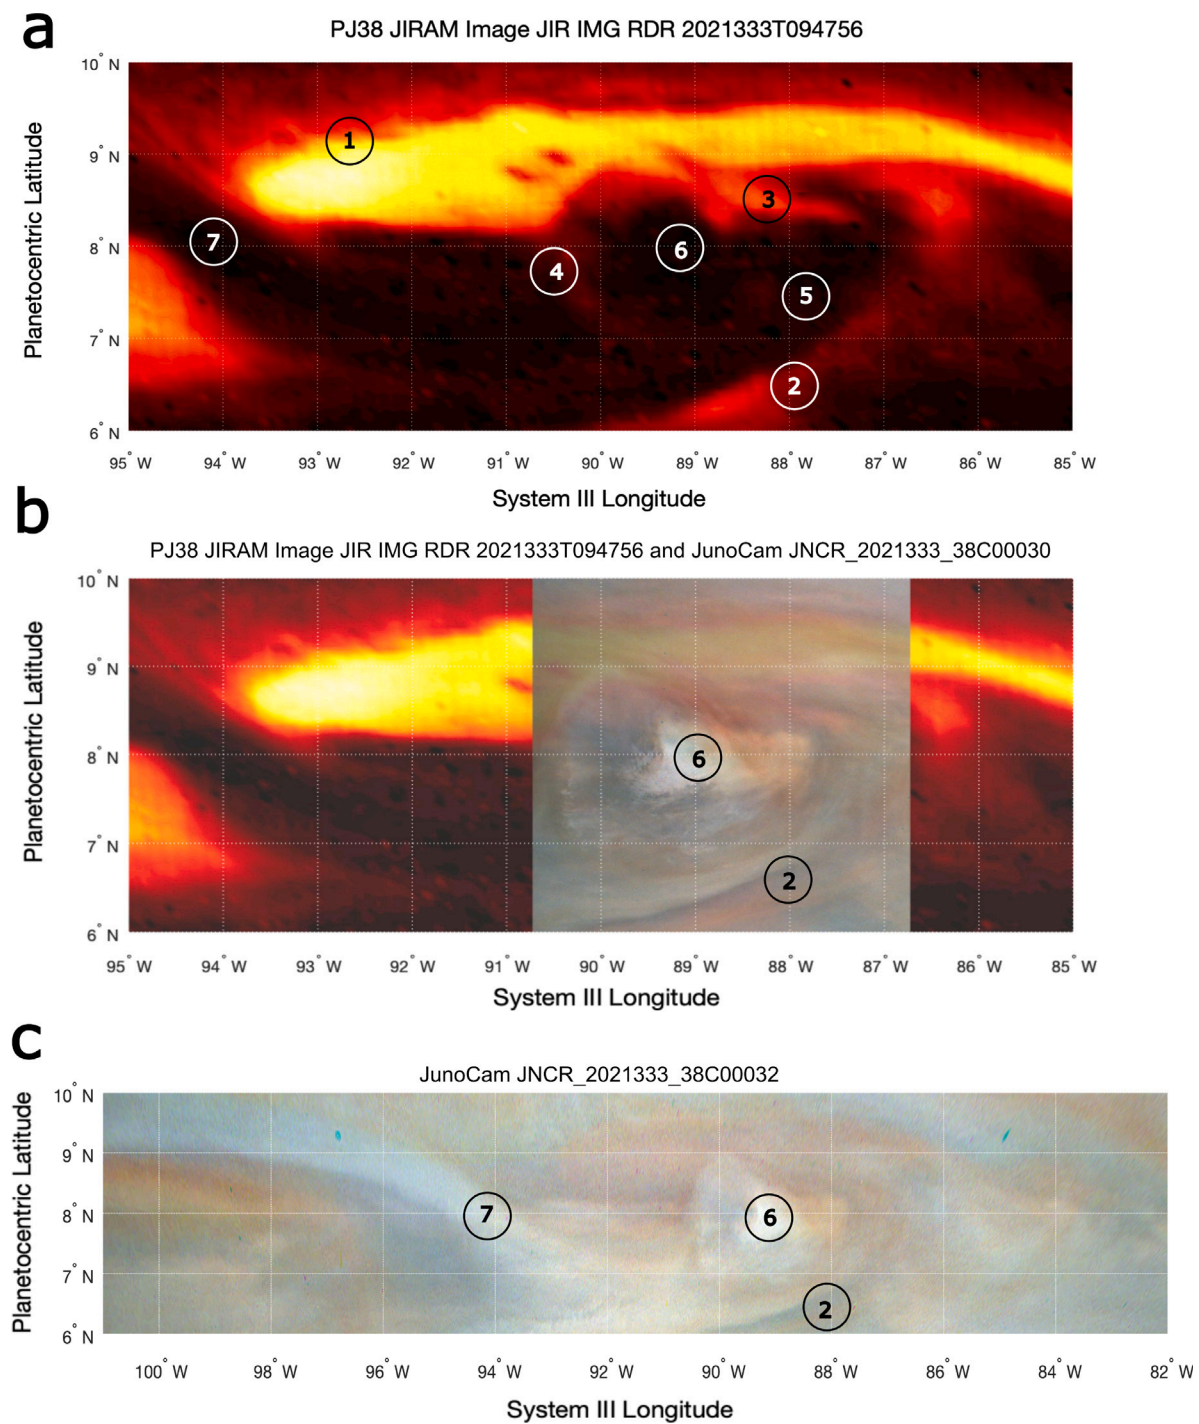 a
PJ38 JIRAM Image JIR IMG RDR 2021333T094756
Planetocentric Latitude
10° N
9° N
8° N
7° N
6° N
1
2
3
4
5
6
7
95° W 94° W 93° W 92° W 91° W 90° W 89° W 88° W 87° W 86° W 85° W
System III Longitude
b
PJ38 JIRAM Image JIR IMG RDR 2021333T094756 and JunoCam JNCR_2021333_38C00030
Planetocentric Latitude
10° N
9° N
8° N
7° N
6° N
6
2
95° W 94° W 93° W 92° W 91° W 90° W 89° W 88° W 87° W 86° W 85° W
System III Longitude
c
JunoCam JNCR_2021333_38C00032
Planetocentric Latitude
10° N
9° N
8° N
7° N
6° N
7
6
2
100° W 98° W 96° W 94° W 92° W 90° W 88° W 86° W 84° W 82° W
System III Longitude